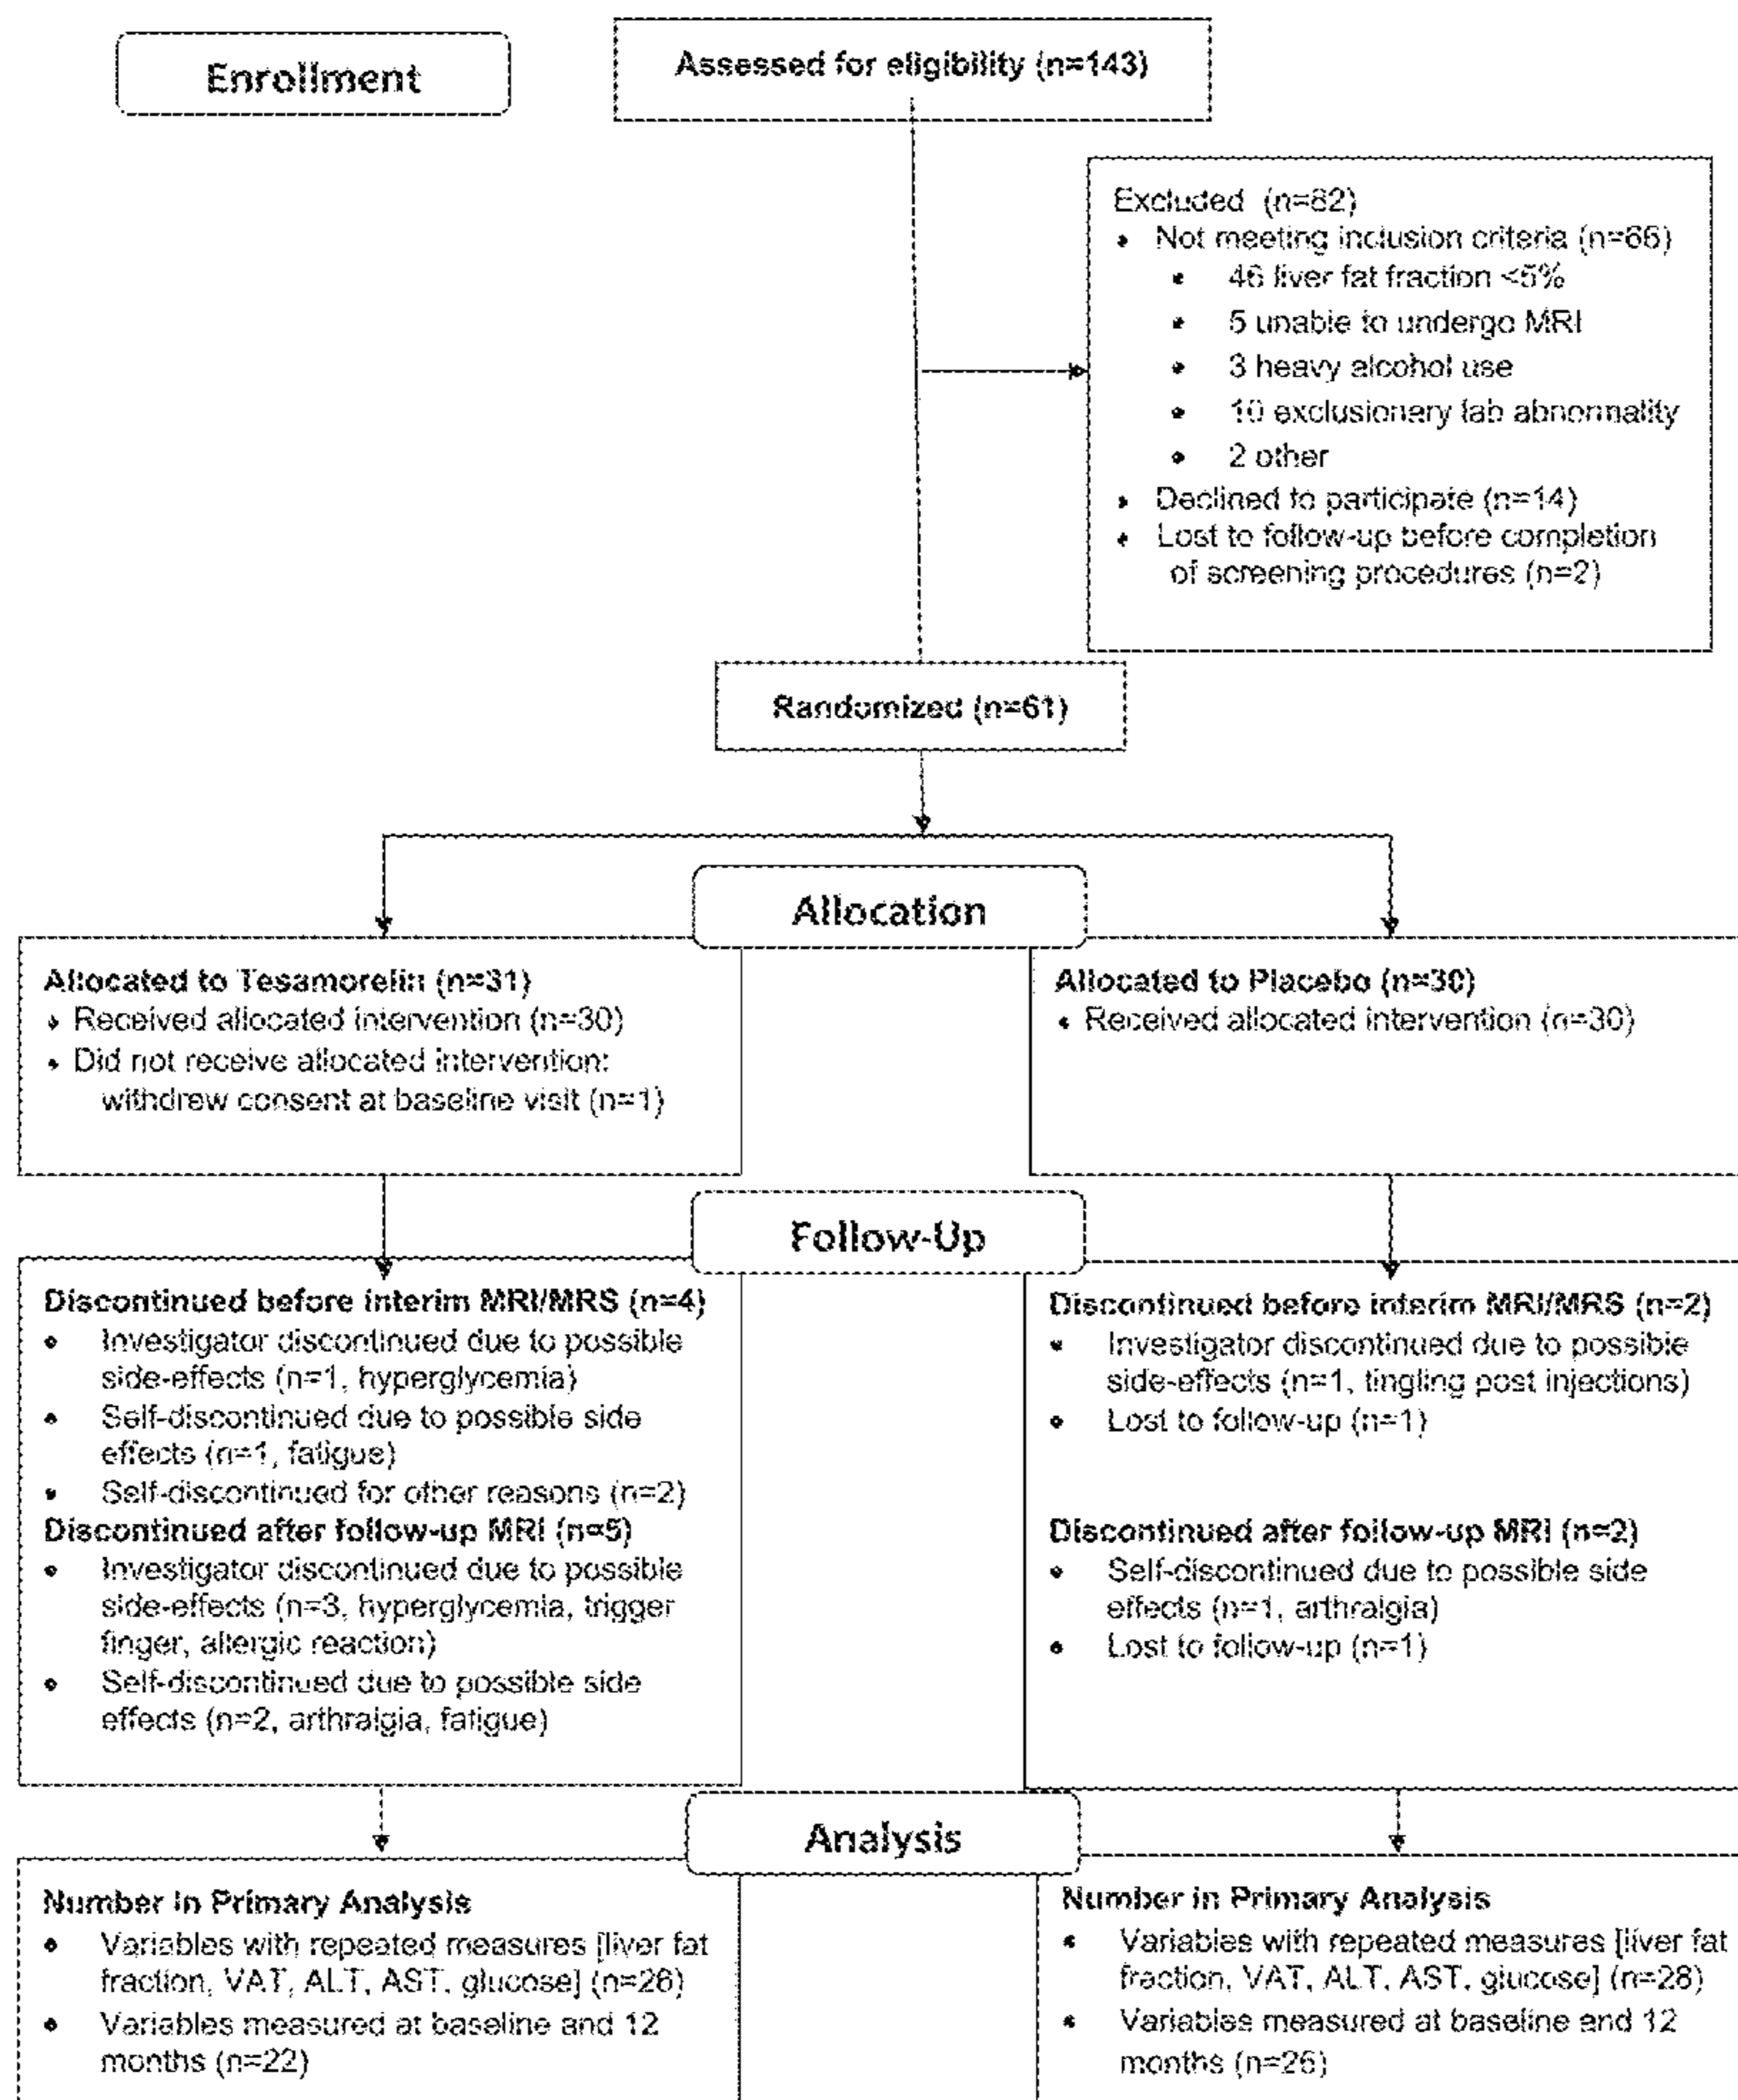 Enrollment
Assessed for eligibility (n=143)
Excluded (n=82)
• Not meeting inclusion criteria (n=66)
• 46 liver fat fraction <5%
• 5 unable to undergo MRI
• 3 heavy alcohol use
• 10 exclusionary lab abnormality
• 2 other
• Declined to participate (n=14)
• Lost to follow-up before completion
of screening procedures (n=2)
Randomized (n=61)
Allocation
Allocated to Tesamorelin (n=31)
• Received allocated intervention (n=30)
• Did not receive allocated intervention:
withdrew consent at baseline visit (n=1)
Allocated to Placebo (n=30)
• Received allocated intervention (n=30)
Follow-Up
Discontinued before interim MRI/MRS (n=4)
• Investigator discontinued due to possible
side-effects (n=1, hyperglycemia)
• Self-discontinued due to possible side
effects (n=1, fatigue)
• Self-discontinued for other reasons (n=2)
Discontinued after follow-up MRI (n=5)
• Investigator discontinued due to possible
side-effects (n=3, hyperglycemia, trigger
finger, allergic reaction)
• Self-discontinued due to possible side
effects (n=2, arthralgia, fatigue)
Discontinued before interim MRI/MRS (n=2)
• Investigator discontinued due to possible
side-effects (n=1, tingling post injections)
• Lost to follow-up (n=1)
Discontinued after follow-up MRI (n=2)
• Self-discontinued due to possible side
effects (n=1, arthralgia)
• Lost to follow-up (n=1)
Analysis
Number in Primary Analysis
• Variables with repeated measures [liver fat
fraction, VAT, ALT, AST, glucose] (n=26)
• Variables measured at baseline and 12
months (n=22)
Number in Primary Analysis
• Variables with repeated measures [liver fat
fraction, VAT, ALT, AST, glucose] (n=28)
• Variables measured at baseline and 12
months (n=26)